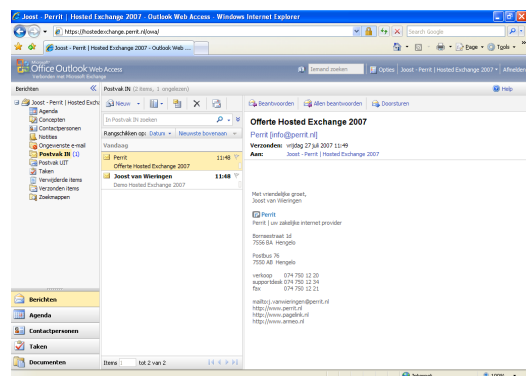 Joost - Perrit | Hosted Exchange 2007 - Outlook Web Access - Windows Internet Explorer
https://hostedexchange.perrit.nl/owa/
Search Google
Joost - Perrit | Hosted Exchange 2007 - Outlook Web ...
Page
Tools
Microsoft
Office Outlook Web Access
Verbonden met Microsoft Exchange
Iemand zoeken
Opties
Joost - Perrit | Hosted Exchange 2007
Afmelden
Berichten
Postvak IN (2 items, 1 ongelezen)
Help
Joost - Perrit | Hosted Excha
Agenda
Concepten
Contactpersonen
Notities
Ongewenste e-mail
Postvak IN (1)
Postvak UIT
Taken
Verwijderde items
Verzonden items
Zoekmappen
Berichten
Agenda
Contactpersonen
Taken
Documenten
Nieuw
In Postvak IN zoeken
Rangschikken op: Datum
Nieuwste bovenaan
Vandaag
Perrit 11:48
Offerte Hosted Exchange 2007
Joost van Wieringen 11:48
Demo Hosted Exchange 2007
Items 1 tot 2 van 2
Beantwoorden
Allen beantwoorden
Doorsturen
Offerte Hosted Exchange 2007
Perrit [info@perrit.nl]
Verzonden: vrijdag 27 juli 2007 11:49
Aan: Joost - Perrit | Hosted Exchange 2007
Met vriendelijke groet,
Joost van Wieringen
Perrit
Perrit | uw zakelijke internet provider
Bornsestraat 1d
7556 BA Hengelo
Postbus 76
7550 AB Hengelo
verkoop 074 750 12 20
supportdesk 074 750 12 34
fax 074 750 12 21
mailto:j.vanwieringen@perrit.nl
http://www.perrit.nl
http://www.pagelink.nl
http://www.armes.nl
Internet
100%